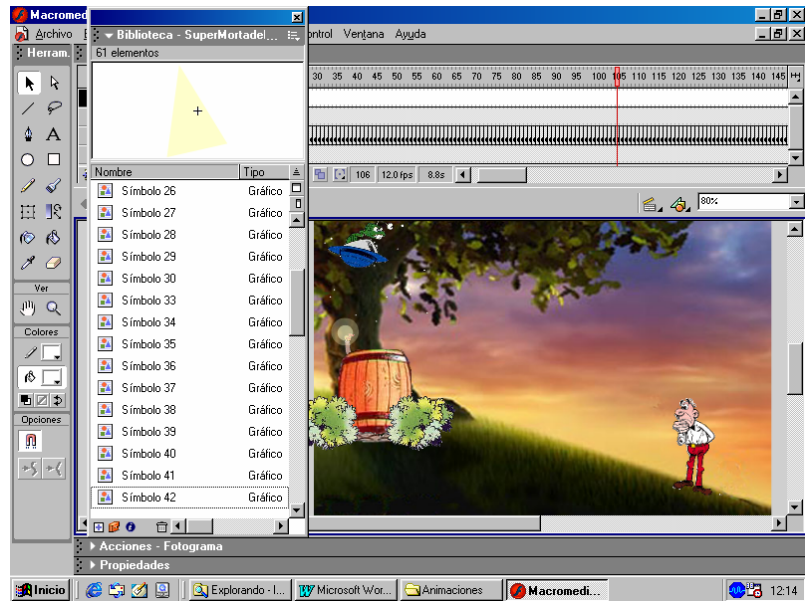 Macromed
Archivo
Control Ventana Ayuda
Herram.
Biblioteca - SuperMortadel...
61 elementos
30 35 40 45 50 55 60 65 70 75 80 85 90 95 100 105 110 115 120 125 130 135 140 145
Nombre Tipo
106 12.0 fps 8.8s
80%
Símbolo 26 Gráfico
Símbolo 27 Gráfico
Símbolo 28 Gráfico
Símbolo 29 Gráfico
Símbolo 30 Gráfico
Símbolo 33 Gráfico
Símbolo 34 Gráfico
Símbolo 35 Gráfico
Símbolo 36 Gráfico
Símbolo 37 Gráfico
Símbolo 38 Gráfico
Símbolo 39 Gráfico
Símbolo 40 Gráfico
Símbolo 41 Gráfico
Símbolo 42 Gráfico
Ver
Colores
Opciones
Acciones - Fotograma
Propiedades
Inicio
Explorando - I...
Microsoft Wor...
Animaciones
Macromedi...
12:14